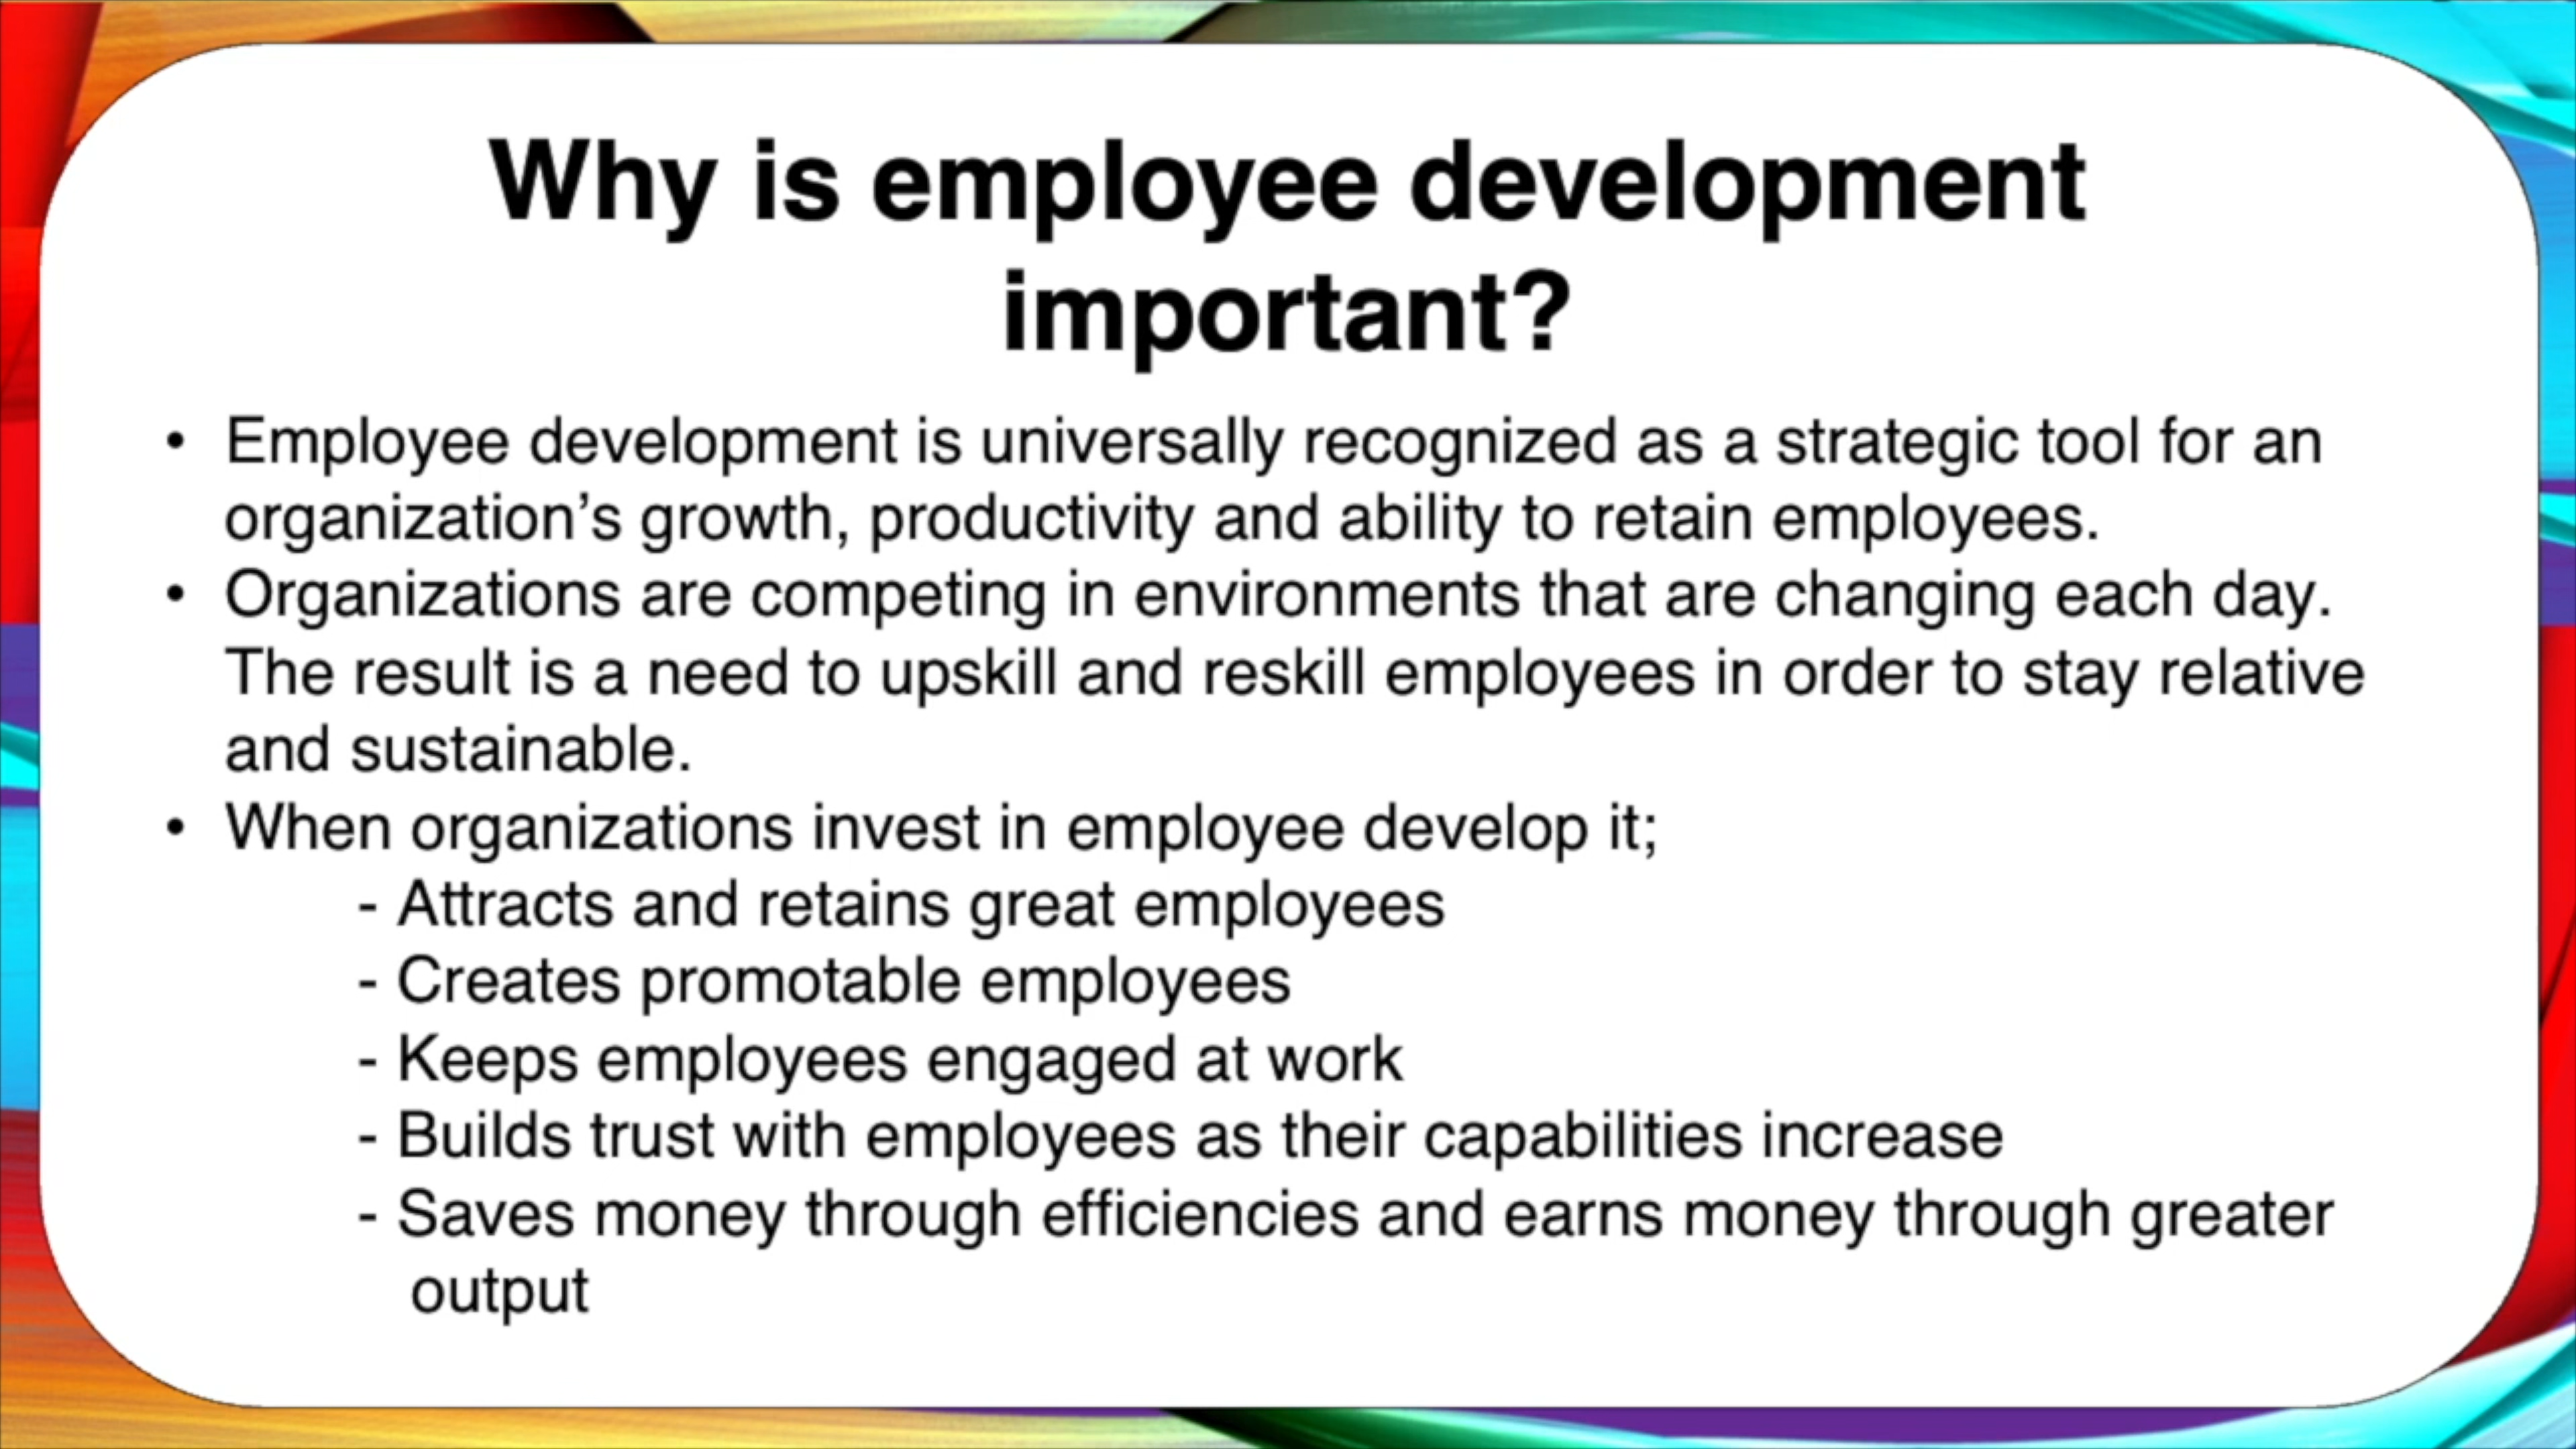 Why is employee development
important?
• Employee development is universally recognized as a strategic tool for an
organization’s growth, productivity and ability to retain employees.
• Organizations are competing in environments that are changing each day.
The result is a need to upskill and reskill employees in order to stay relative
and sustainable.
• When organizations invest in employee develop it;
- Attracts and retains great employees
- Creates promotable employees
- Keeps employees engaged at work
- Builds trust with employees as their capabilities increase
- Saves money through efficiencies and earns money through greater
output